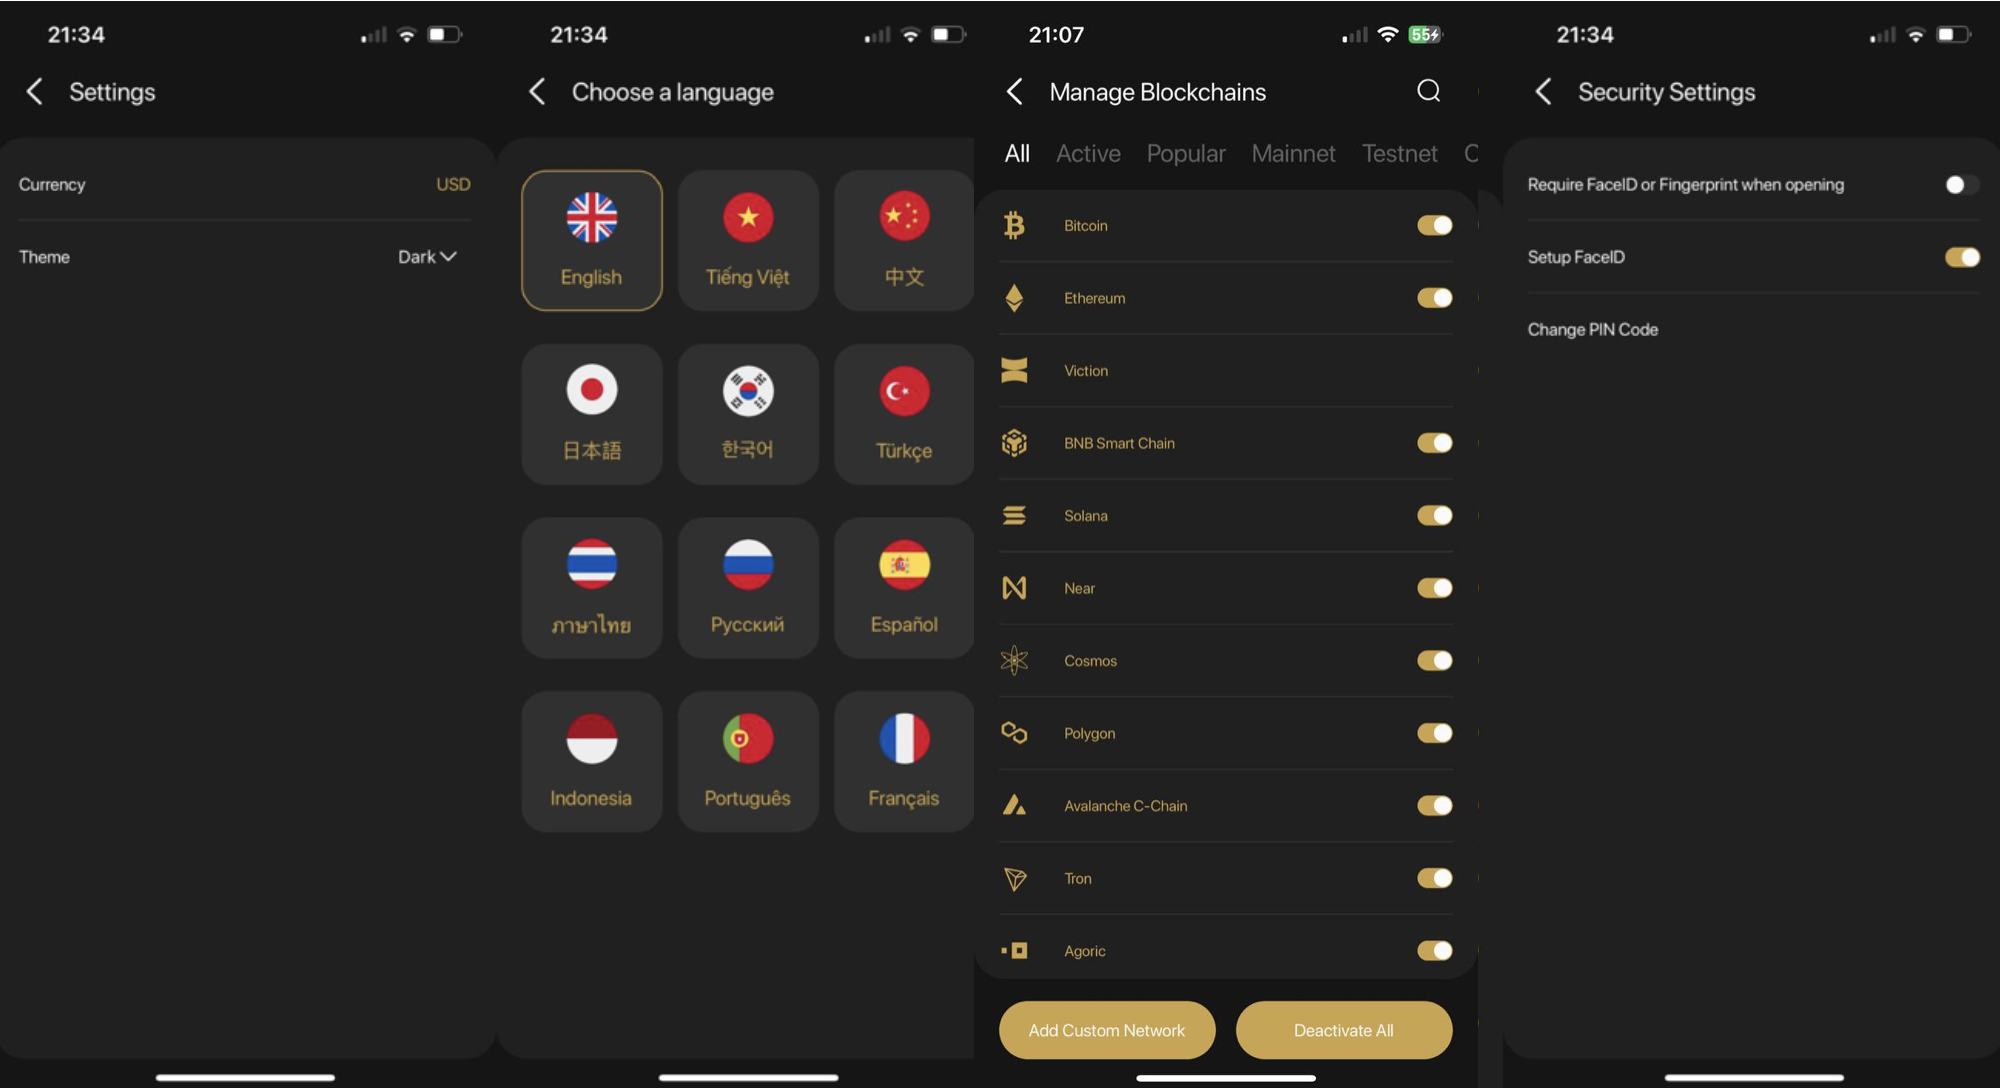 21:34
Settings
Currency
USD
Theme
Dark
21:34
Choose a language
English
Tiếng Việt
中文
日本語
한국어
Türkçe
ภาษาไทย
Русский
Español
Indonesia
Português
Français
21:07
55
Manage Blockchains
All Active Popular Mainnet Testnet C
Bitcoin
Ethereum
Viction
BNB Smart Chain
Solana
Near
Cosmos
Polygon
Avalanche C-Chain
Tron
Agoric
Add Custom Network
Deactivate All
21:34
Security Settings
Require FaceID or Fingerprint when opening
Setup FaceID
Change PIN Code